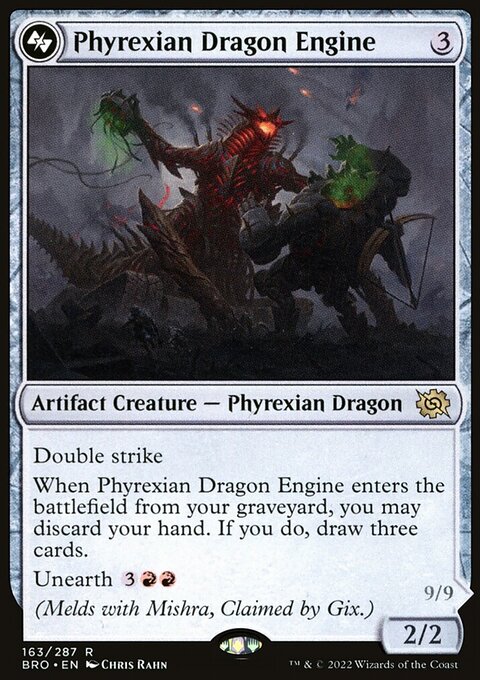 Phyrexian Dragon Engine 3
Artifact Creature — Phyrexian Dragon
Double strike
When Phyrexian Dragon Engine enters the
battlefield from your graveyard, you may
discard your hand. If you do, draw three
cards.
Unearth 3
9/9
(Melds with Mishra, Claimed by Gix.)
2/2
163/287 R
BRO • EN Chris Rahn
™ & © 2022 Wizards of the Coast